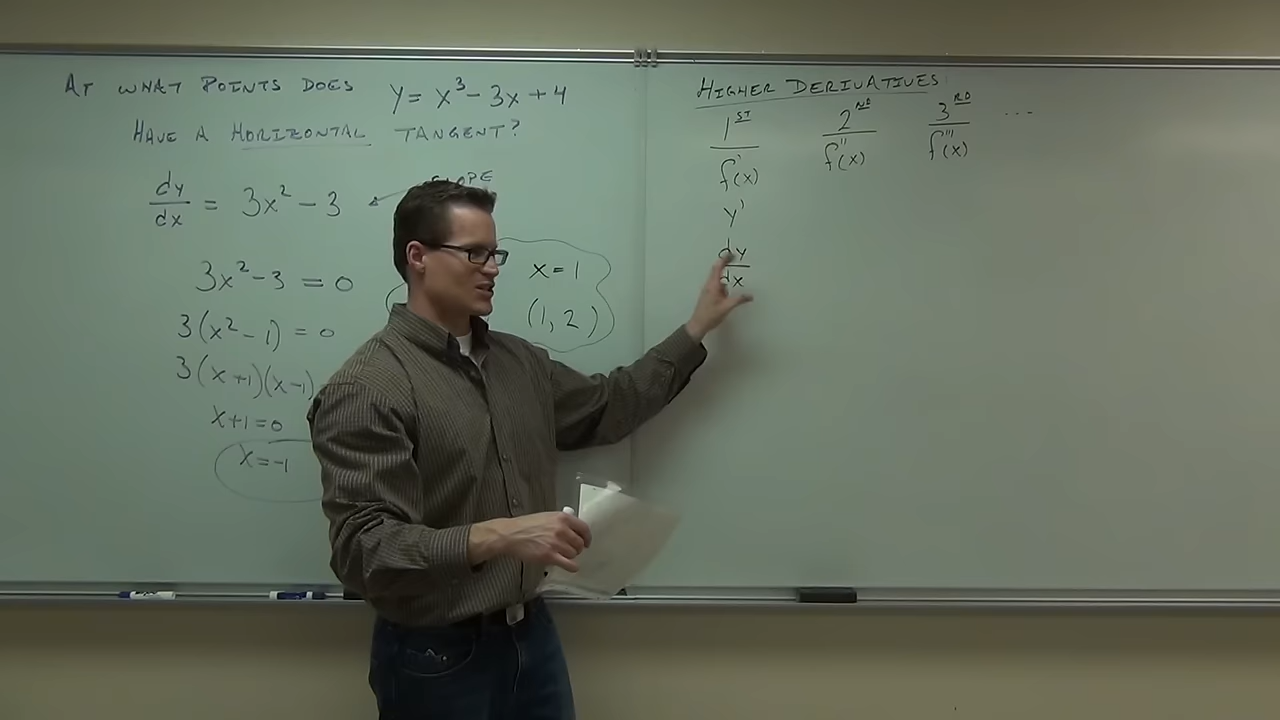 AT WHAT POINTS DOES y = x³ - 3x + 4
HAVE A HORIZONTAL TANGENT?
dy/dx = 3x² - 3 ← SLOPE
3x² - 3 = 0
3(x² - 1) = 0
3(x+1)(x-1)
x+1=0
x=-1
x=1
(1, 2)
HIGHER DERIVATIVES
1ST 2ND 3RD ...
f'(x) f''(x) f'''(x)
y'
dy/dx